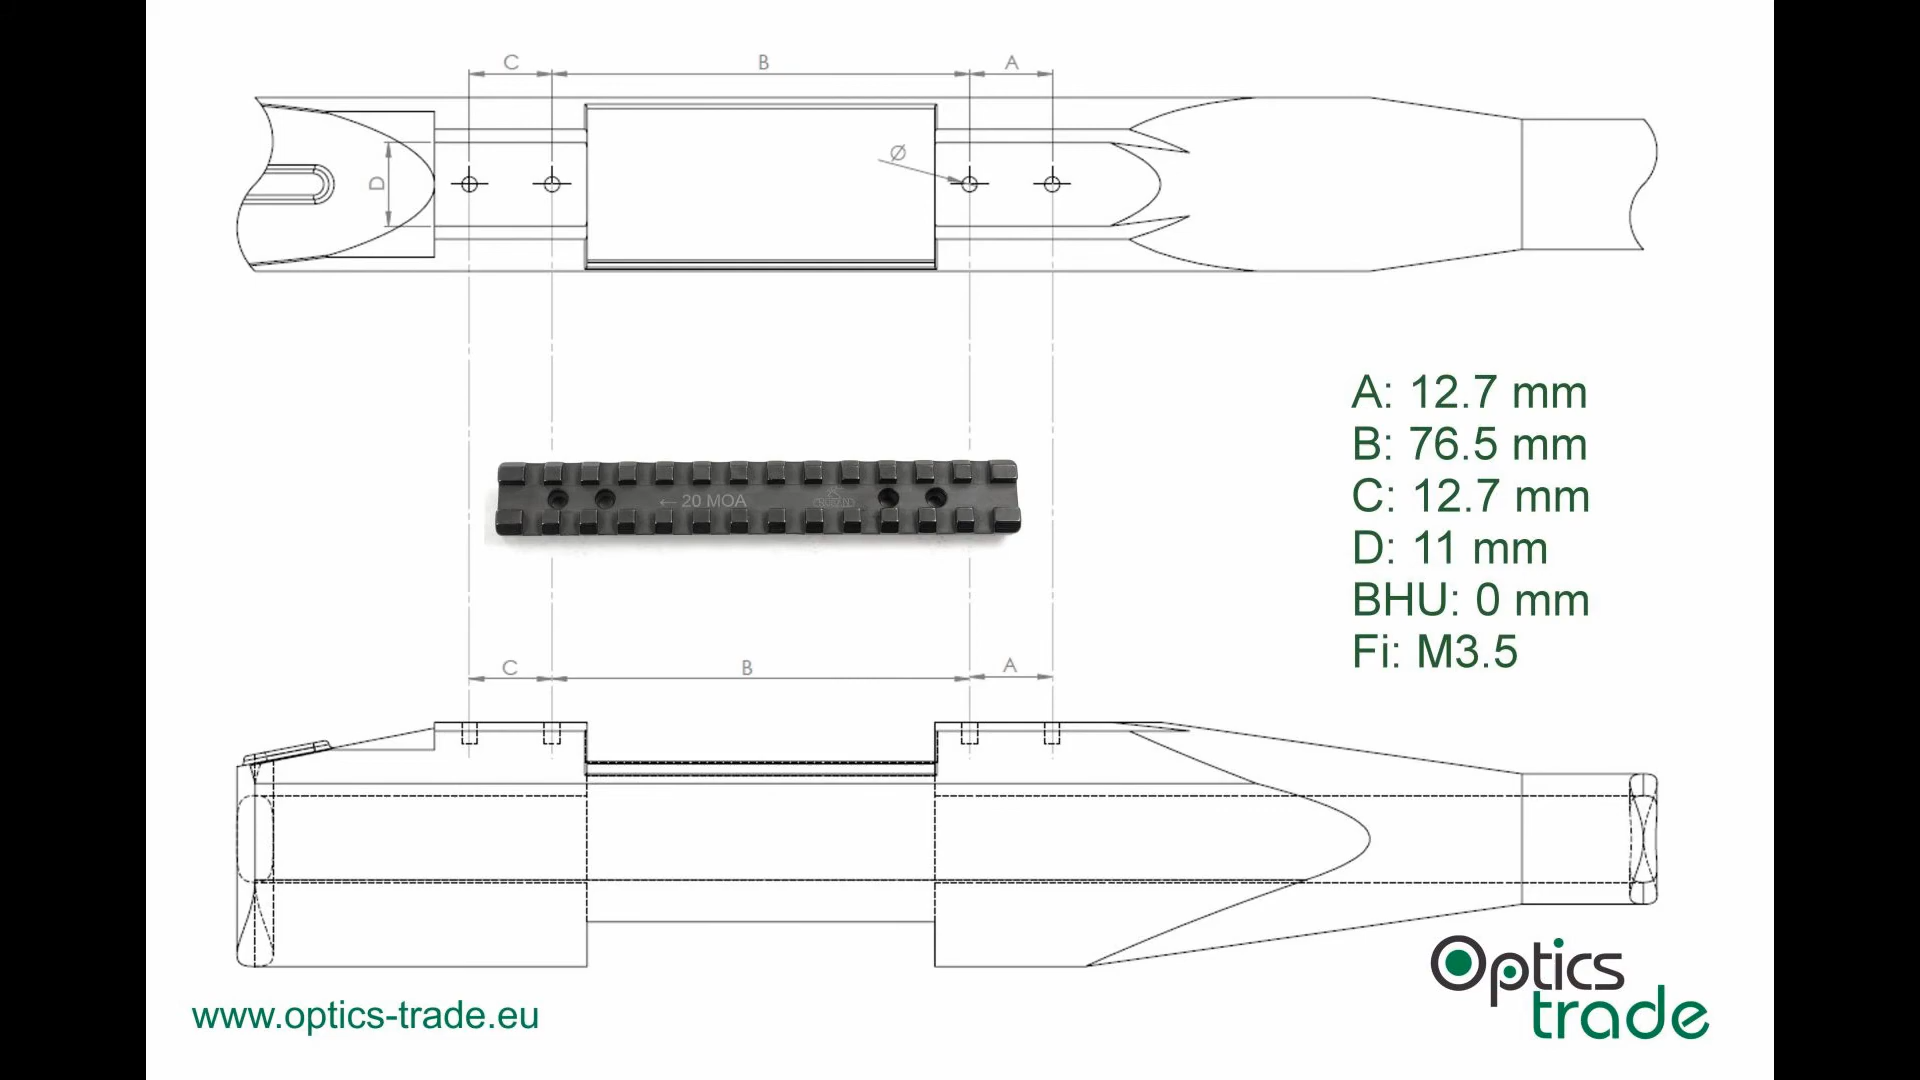 C B A
Ø
D
A: 12.7 mm
B: 76.5 mm
C: 12.7 mm
D: 11 mm
BHU: 0 mm
Fi: M3.5
← 20 MOA
C B A
www.optics-trade.eu
Optics
trade